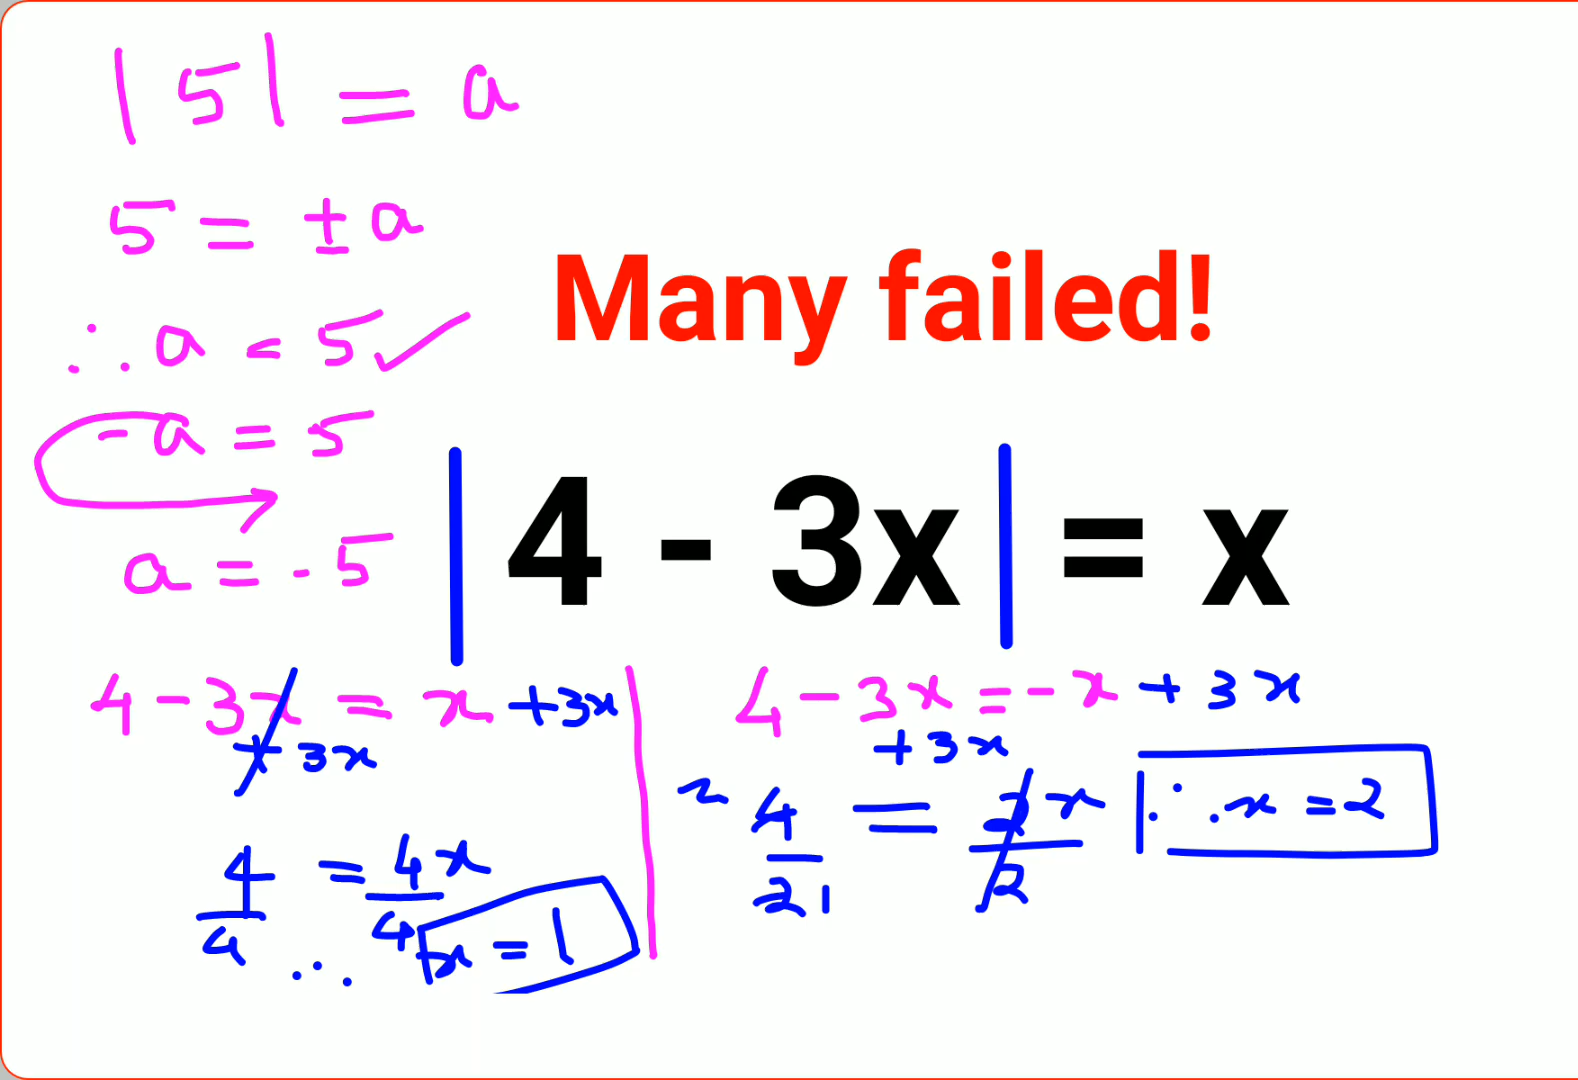 |5| = a
5 = ± a
∴ a = 5 ✓
- a = 5
a = - 5
Many failed!
|4 - 3x| = x
4 - 3x = x + 3x
+ 3x
4/4 = 4x/4
∴ x = 1
4 - 3x = - x + 3x
+ 3x
2 4/21 = 2x/2
∴ x = 2